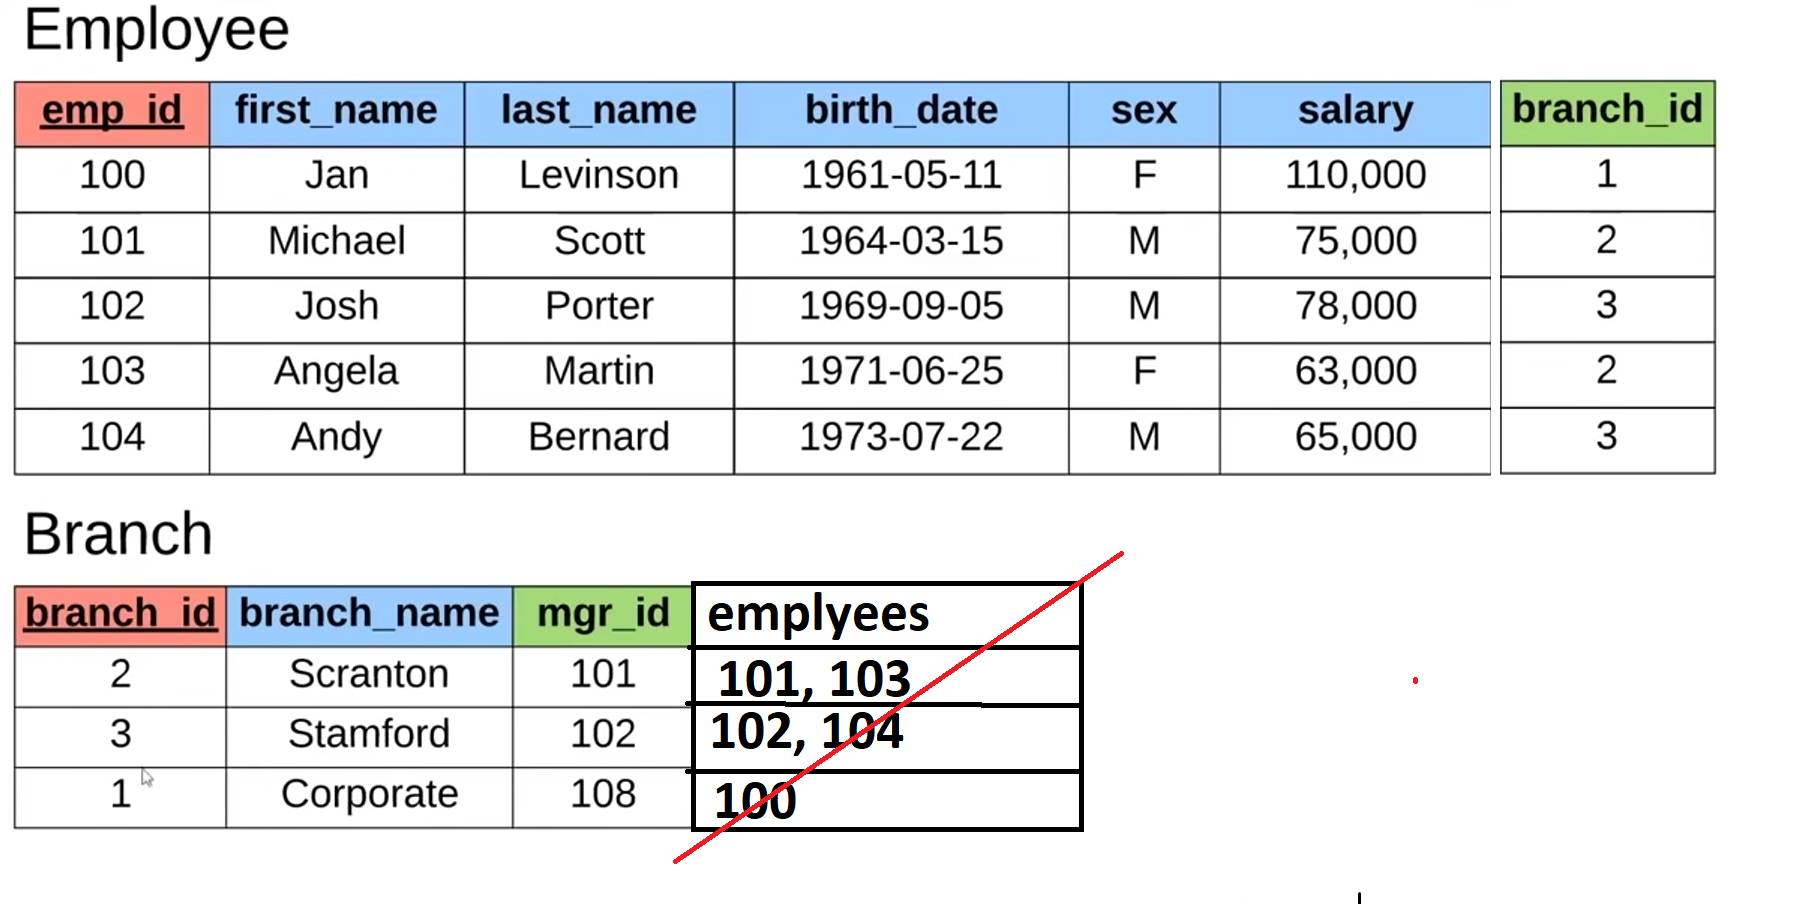 Employee
emp_id first_name last_name birth_date sex salary branch_id
100 Jan Levinson 1961-05-11 F 110,000 1
101 Michael Scott 1964-03-15 M 75,000 2
102 Josh Porter 1969-09-05 M 78,000 3
103 Angela Martin 1971-06-25 F 63,000 2
104 Andy Bernard 1973-07-22 M 65,000 3
Branch
branch_id branch_name mgr_id emplyees
2 Scranton 101 101, 103
3 Stamford 102 102, 104
1 Corporate 108 100